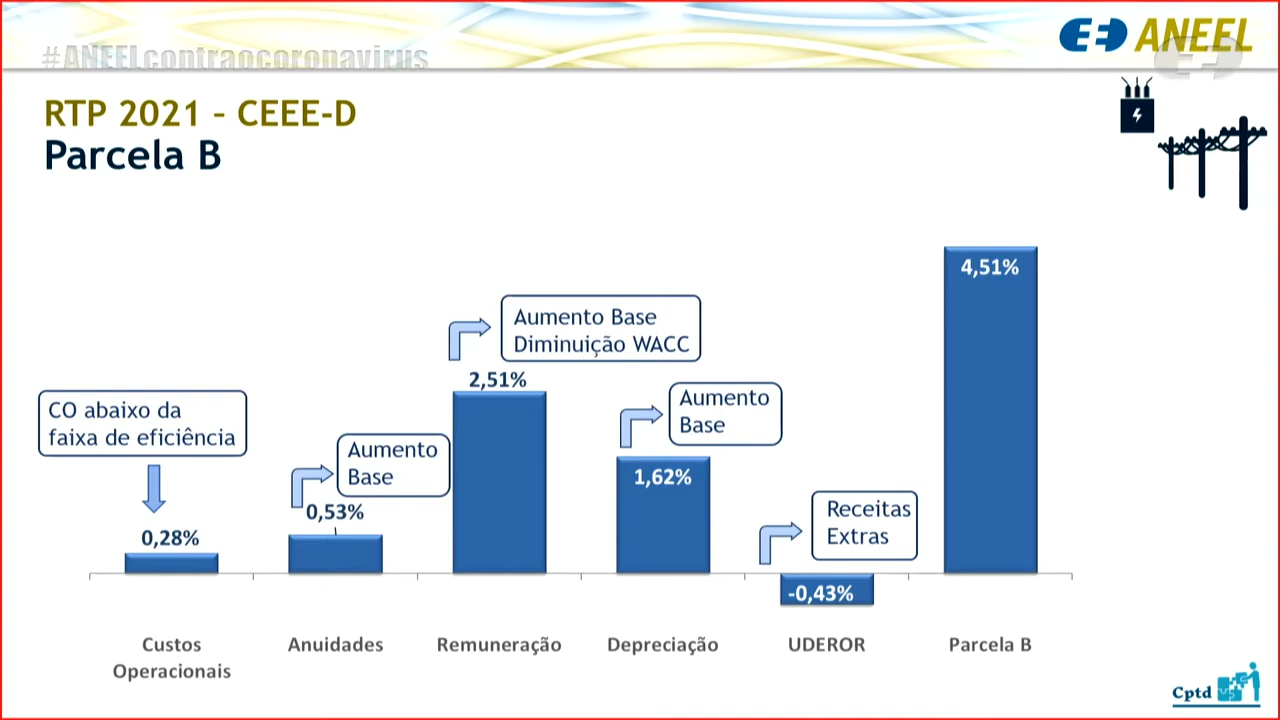 #ANEELcontraocoronavirus
ANEEL
RTP 2021 – CEEE-D
Parcela B
4,51%
Aumento Base
Diminuição WACC
2,51%
CO abaixo da
faixa de eficiência
Aumento
Base
1,62%
Aumento
Base
0,53%
0,28%
Receitas
Extras
-0,43%
Custos
Operacionais
Anuidades
Remuneração
Depreciação
UDEROR
Parcela B
Cptd